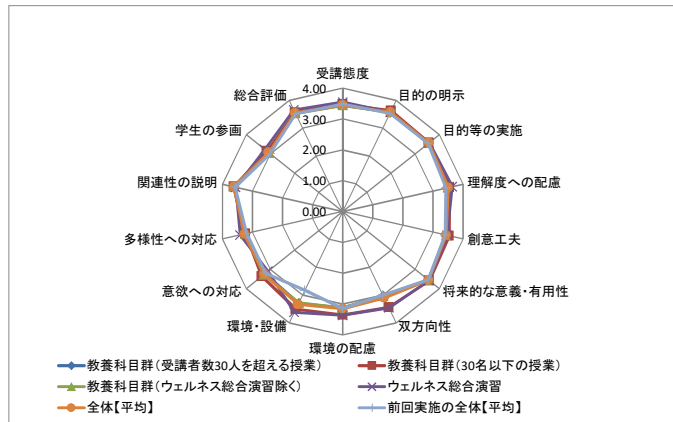 受講態度
目的の明示
目的等の実施
理解度への配慮
創意工夫
将来的な意義・有用性
双方向性
環境の配慮
環境・設備
意欲への対応
多様性への対応
関連性の説明
学生の参画
総合評価
4.00
3.00
2.00
1.00
0.00
教養科目群(受講者数30人を超える授業)
教養科目群(30名以下の授業)
教養科目群(ウェルネス総合演習除く)
ウェルネス総合演習
全体【平均】
前回実施の全体【平均】